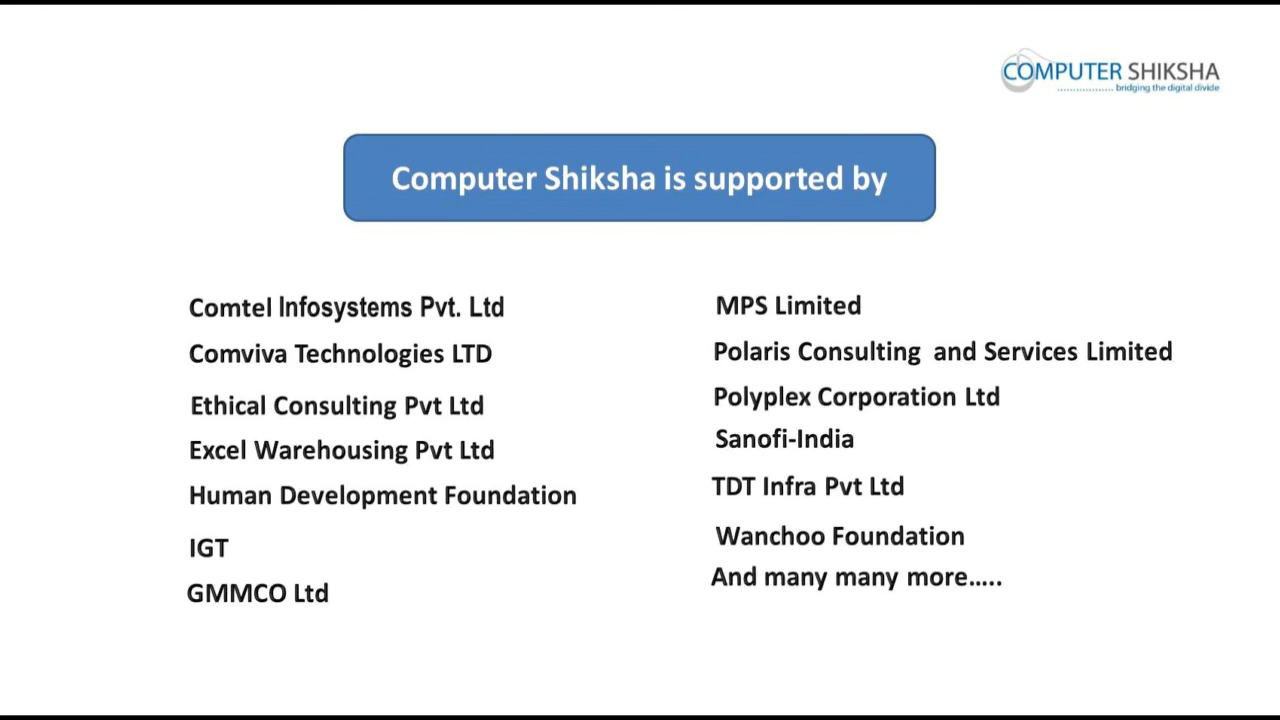 COMPUTER SHIKSHA
.................. bridging the digital divide
Computer Shiksha is supported by
Comtel Infosystems Pvt. Ltd
Comviva Technologies LTD
Ethical Consulting Pvt Ltd
Excel Warehousing Pvt Ltd
Human Development Foundation
IGT
GMMCO Ltd
MPS Limited
Polaris Consulting and Services Limited
Polyplex Corporation Ltd
Sanofi-India
TDT Infra Pvt Ltd
Wanchoo Foundation
And many many more.....